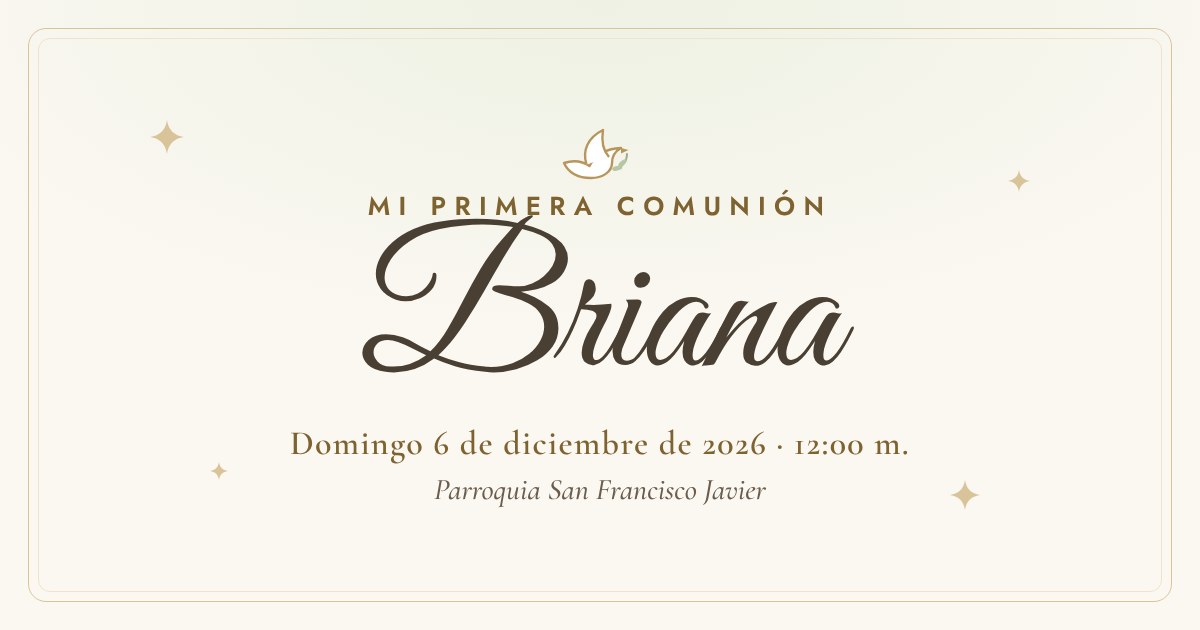 MI PRIMERA COMUNIÓN
Briana
Domingo 6 de diciembre de 2026 · 12:00 m.
Parroquia San Francisco Javier